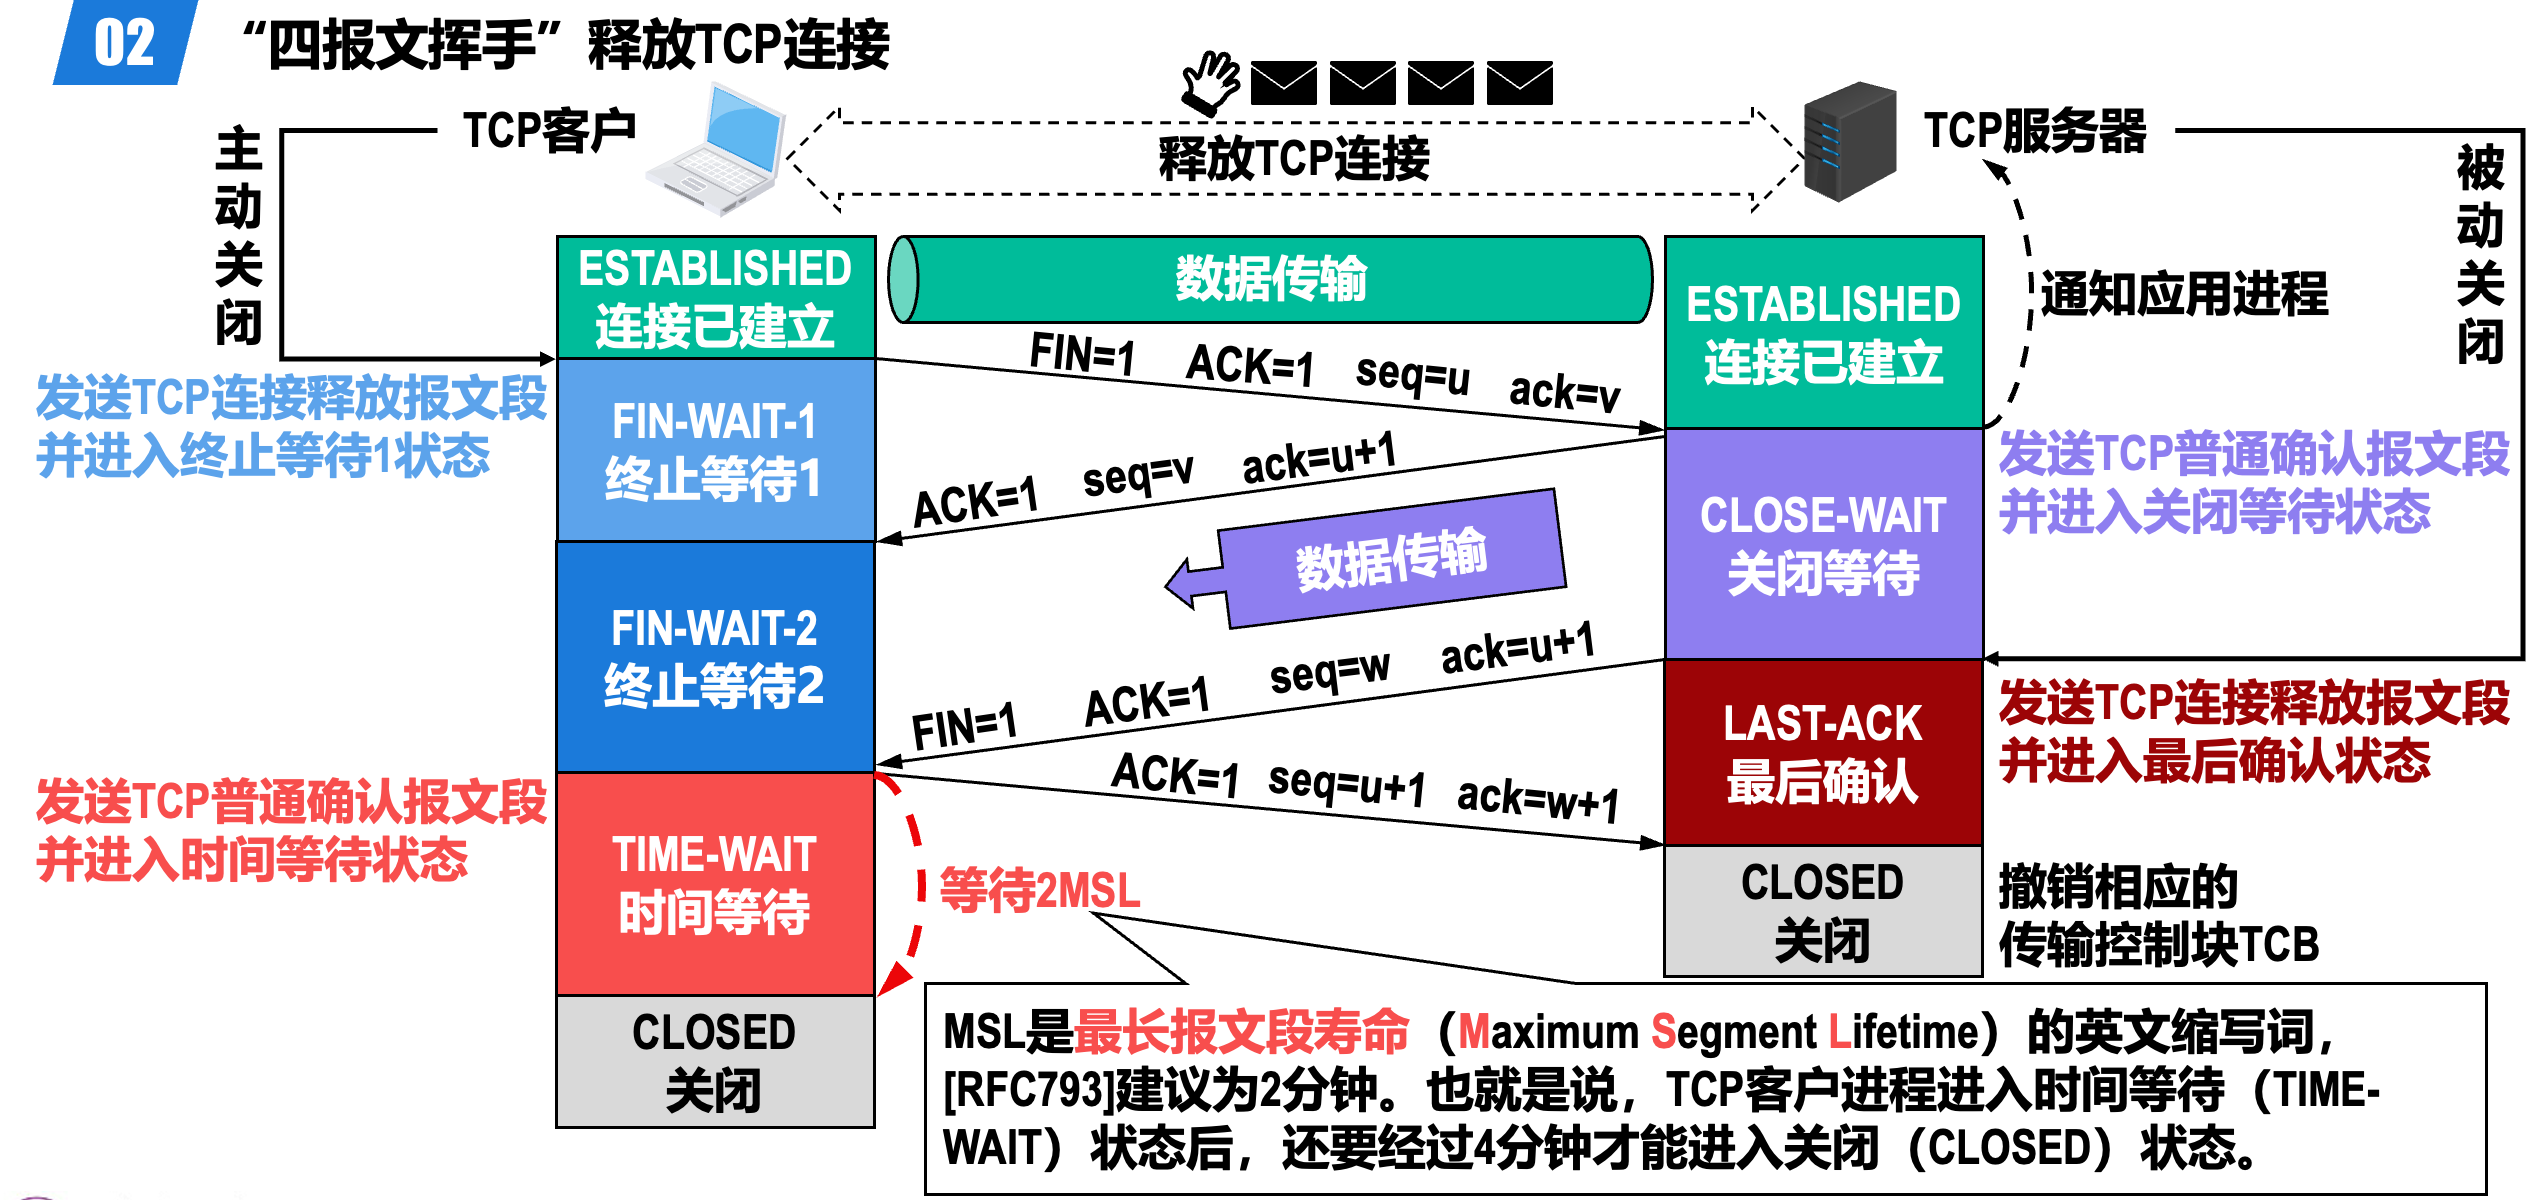 02
“四报文挥手”释放TCP连接
TCP客户
释放TCP连接
TCP服务器
主动关闭
被动关闭
ESTABLISHED
连接已建立
数据传输
ESTABLISHED
连接已建立
通知应用进程
FIN=1 ACK=1 seq=u ack=v
发送TCP连接释放报文段
并进入终止等待1状态
FIN-WAIT-1
终止等待1
ACK=1 seq=v ack=u+1
发送TCP普通确认报文段
并进入关闭等待状态
CLOSE-WAIT
关闭等待
数据传输
FIN-WAIT-2
终止等待2
FIN=1 ACK=1 seq=w ack=u+1
LAST-ACK
最后确认
发送TCP连接释放报文段
并进入最后确认状态
ACK=1 seq=u+1 ack=w+1
发送TCP普通确认报文段
并进入时间等待状态
TIME-WAIT
时间等待
等待2MSL
CLOSED
关闭
撤销相应的
传输控制块TCB
CLOSED
关闭
MSL是最长报文段寿命（Maximum Segment Lifetime）的英文缩写词，
[RFC793]建议为2分钟。也就是说，TCP客户进程进入时间等待（TIME-
WAIT）状态后，还要经过4分钟才能进入关闭（CLOSED）状态。